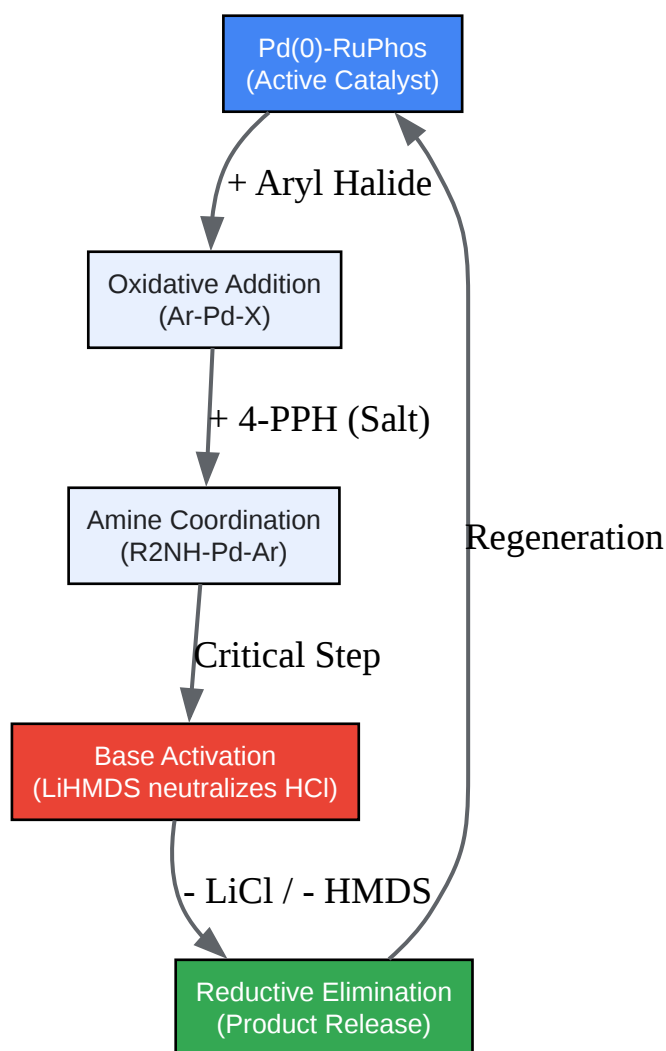 Pd(0)-RuPhos
(Active Catalyst)
+ Aryl Halide
Oxidative Addition
(Ar-Pd-X)
+ 4-PPH (Salt)
Amine Coordination
(R2NH-Pd-Ar)
Regeneration
Critical Step
Base Activation
(LiHMDS neutralizes HCl)
- LiCl / - HMDS
Reductive Elimination
(Product Release)